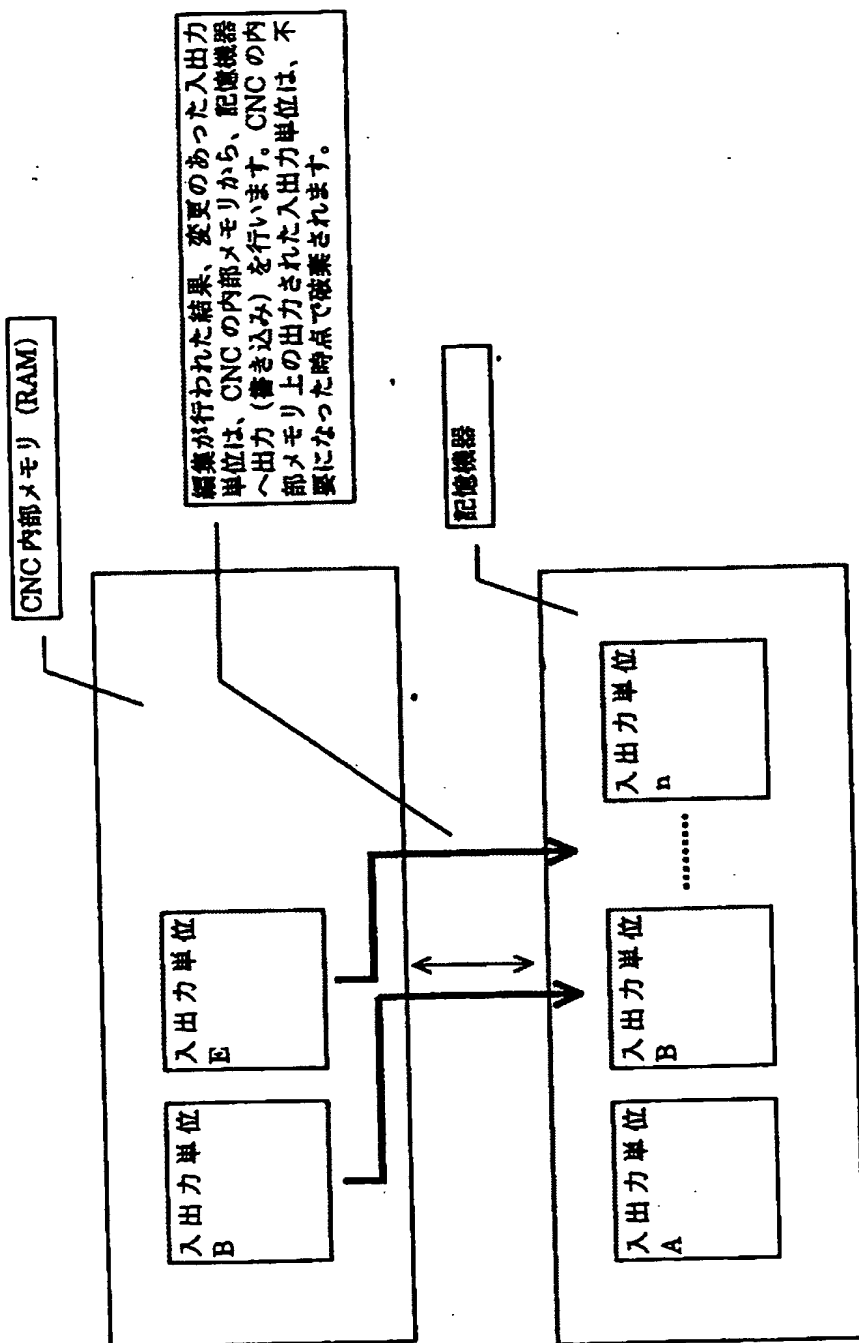 CNC 内部メモリ (RAM)
編集が行われた結果、変更のあった入出力
単位は、CNC の内部メモリから、記憶機器
へ出力（書き込み）を行います。CNC の内
部メモリ上の出力された入出力単位は、不
要になった時点で破棄されます。
入出力単位
B
入出力単位
E
記憶機器
入出力単位
A
入出力単位
B
………
入出力単位
n